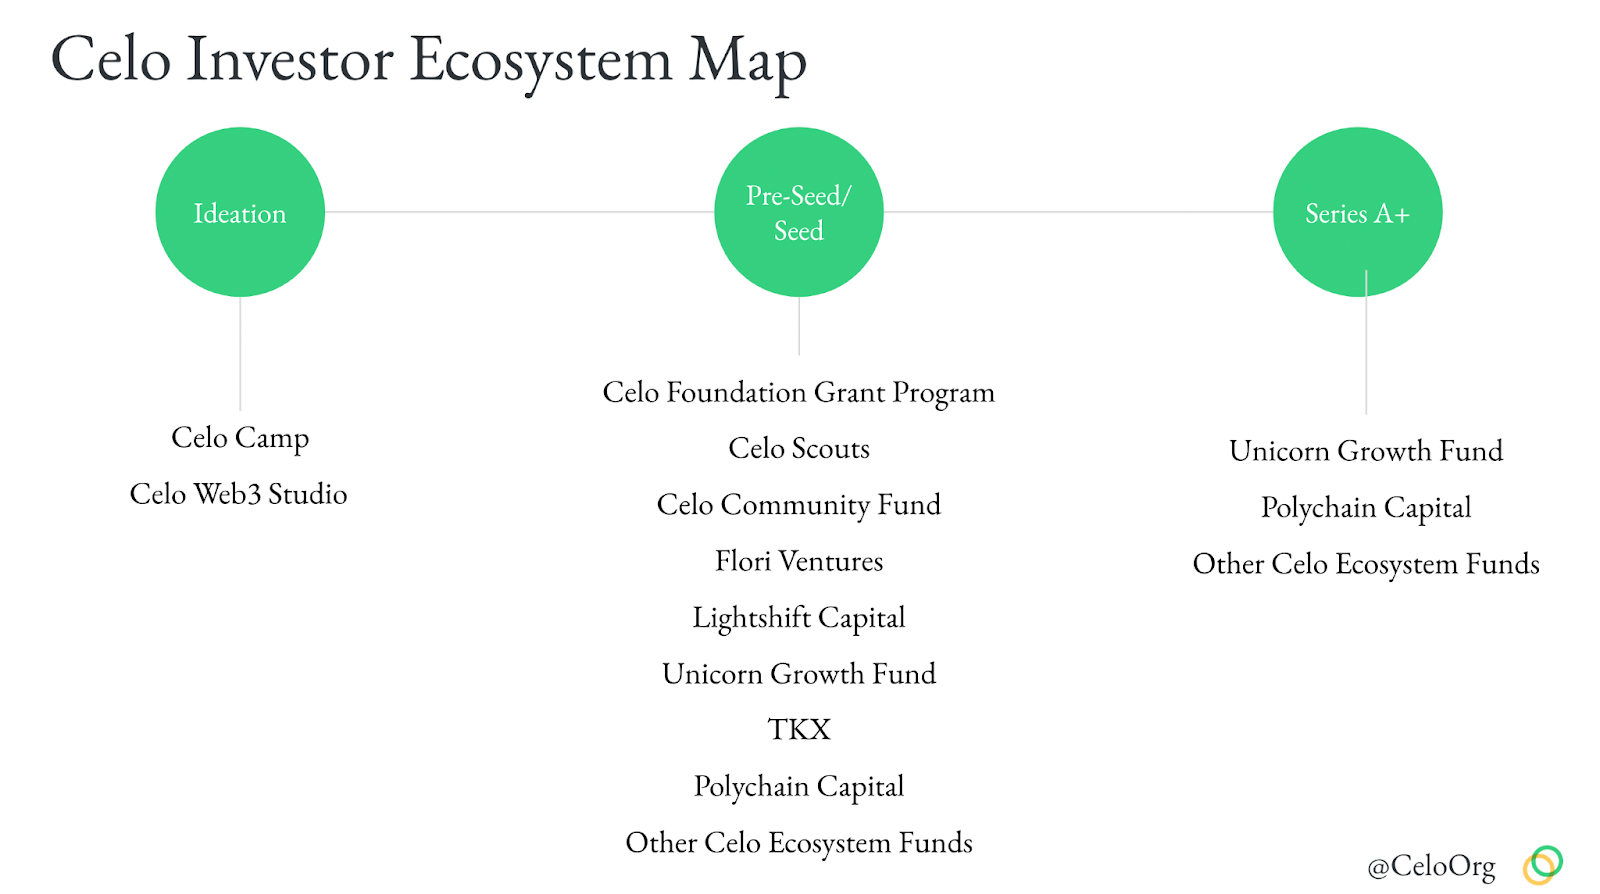 Celo Investor Ecosystem Map
Ideation
Pre-Seed/
Seed
Series A+
Celo Camp
Celo Web3 Studio
Celo Foundation Grant Program
Celo Scouts
Celo Community Fund
Flori Ventures
Lightshift Capital
Unicorn Growth Fund
TKX
Polychain Capital
Other Celo Ecosystem Funds
Unicorn Growth Fund
Polychain Capital
Other Celo Ecosystem Funds
@CeloOrg